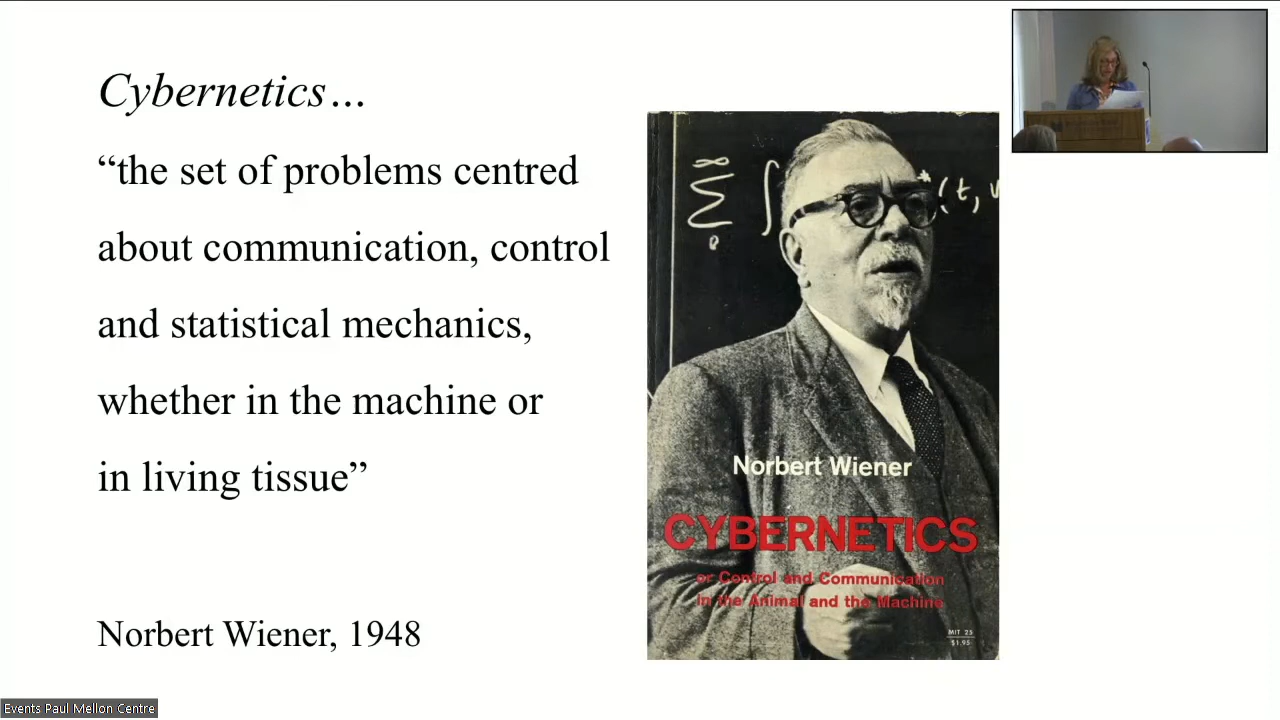 Cybernetics…
“the set of problems centred
about communication, control
and statistical mechanics,
whether in the machine or
in living tissue”
Norbert Wiener, 1948
(t,
Norbert Wiener
CYBERNETICS
or Control and Communication
in the Animal and the Machine
MIT 25
$1.95
Events Paul Mellon Centre